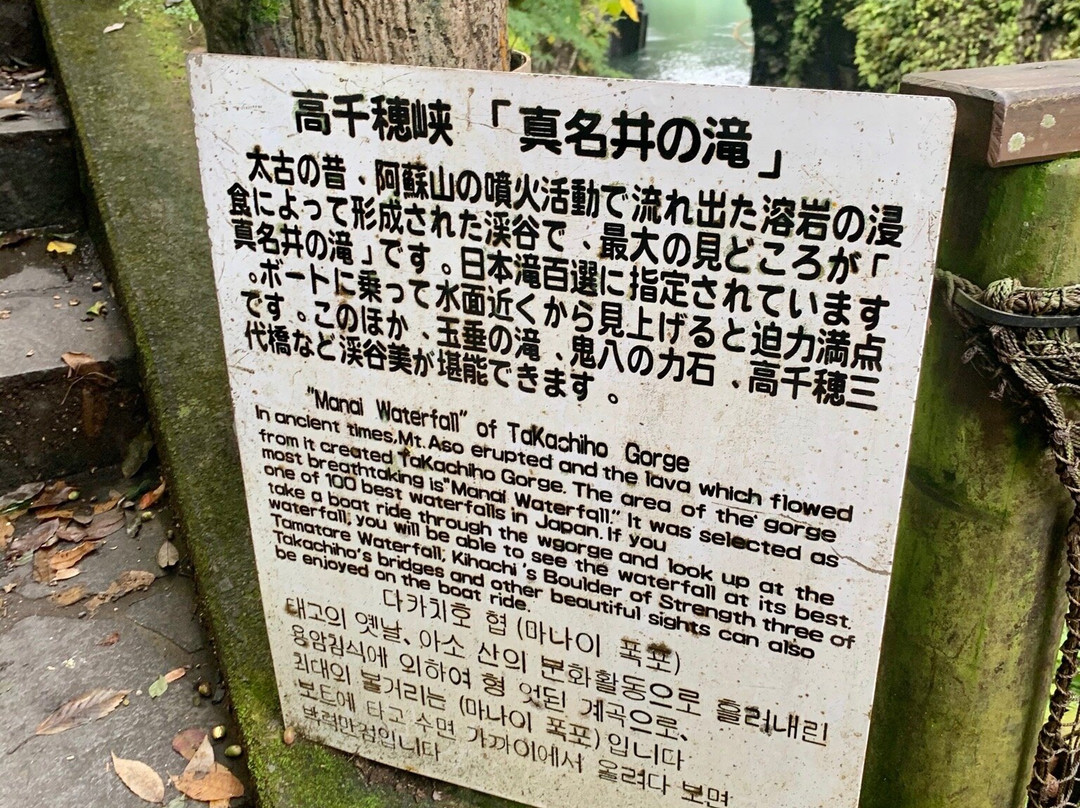 高千穂峡 「真名井の滝」
太古の昔、阿蘇山の噴火活動で流れ出た溶岩の浸
食によって形成された渓谷で、最大の見どころが「
真名井の滝」です。日本滝百選に指定されています
。ボートに乗って水面近くから見上げると迫力満点
です。このほか、玉垂の滝、鬼八の力石、高千穂三
代橋など渓谷美が堪能できます。
"Manai Waterfall" of TaKachiho Gorge
In ancient times,Mt.Aso erupted and the lava which flowed
from it created TaKachiho Gorge. The area of the gorge
most breathtaking is"Manai Waterfall." It was selected as
one of 100 best waterfalls in Japan. If you
take a boat ride through the wgorge and look up at the
waterfall, you will be able to see the waterfall at its best.
Tamatare Waterfall, Kihachi's Boulder of Strength three of
Takachiho's bridges and other beautiful sights can also
be enjoyed on the boat ride.
다카치호 협 (마나이 폭포)
태고의 옛날、아소 산의 분화활동으로 흘러내린
용암침식에 의하여 형 엇된 계곡으로、
최대의 볼거리는 (마나이 폭포)입니다
보트에 타고 수면 가까이에서 올려다 보면
박력만점입니다